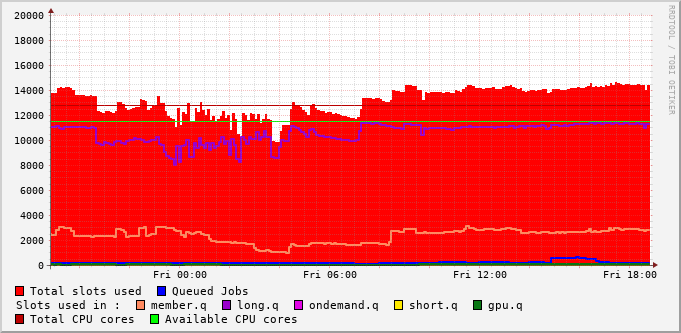 RRDTOOL / TOBI OETIKER
20000
18000
16000
14000
12000
10000
8000
6000
4000
2000
0
Fri 00:00 Fri 06:00 Fri 12:00 Fri 18:00
Total slots used Queued Jobs
Slots used in : member.q long.q ondemand.q short.q gpu.q
Total CPU cores Available CPU cores